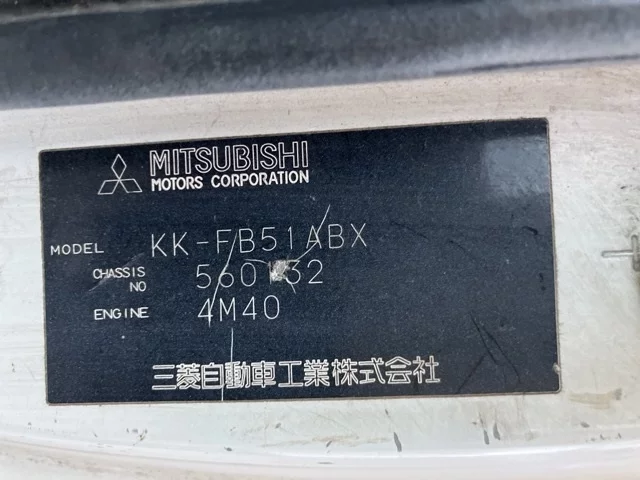 MITSUBISHI
MOTORS CORPORATION
MODEL KK-FB51ABX
CHASSIS NO
ENGINE 4M40
三菱自動車工業株式会社